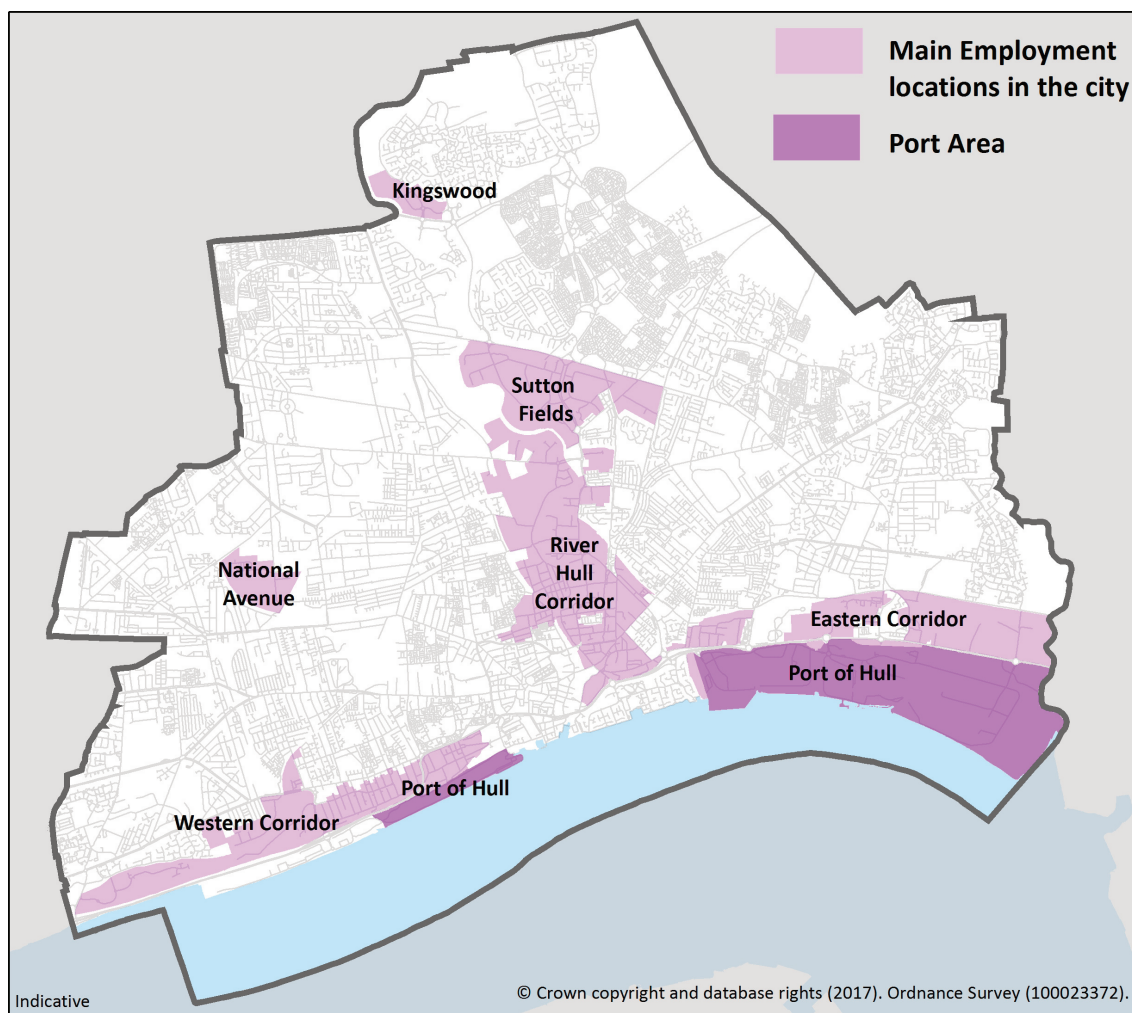 Main Employment
locations in the city
Port Area
Kingswood
Sutton
Fields
River
Hull
Corridor
National
Avenue
Eastern Corridor
Port of Hull
Port of Hull
Western Corridor
Indicative
© Crown copyright and database rights (2017). Ordnance Survey (100023372).